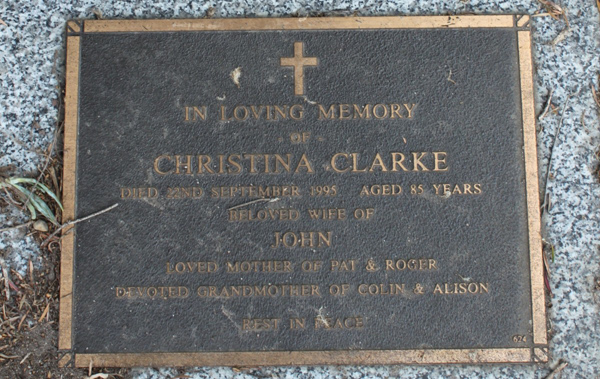 IN LOVING MEMORY
OF
CHRISTINA CLARKE
DIED 22ND SEPTEMBER 1995 AGED 85 YEARS
BELOVED WIFE OF
JOHN
LOVED MOTHER OF PAT & ROGER
DEVOTED GRANDMOTHER OF COLIN & ALISON
REST IN PEACE